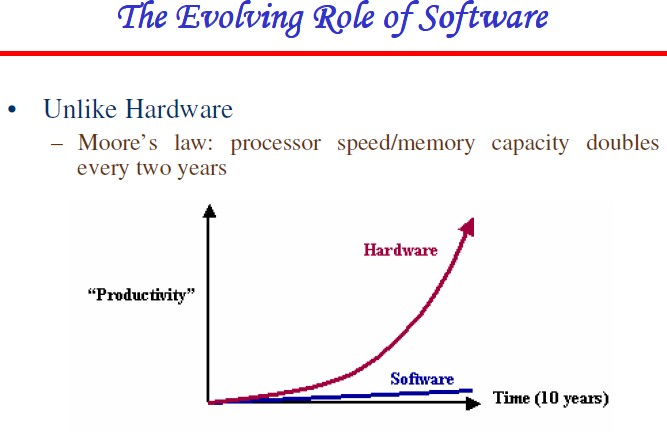 The Evolving Role of Software
• Unlike Hardware
– Moore's law: processor speed/memory capacity doubles
every two years
Hardware
“Productivity”
Software
Time (10 years)